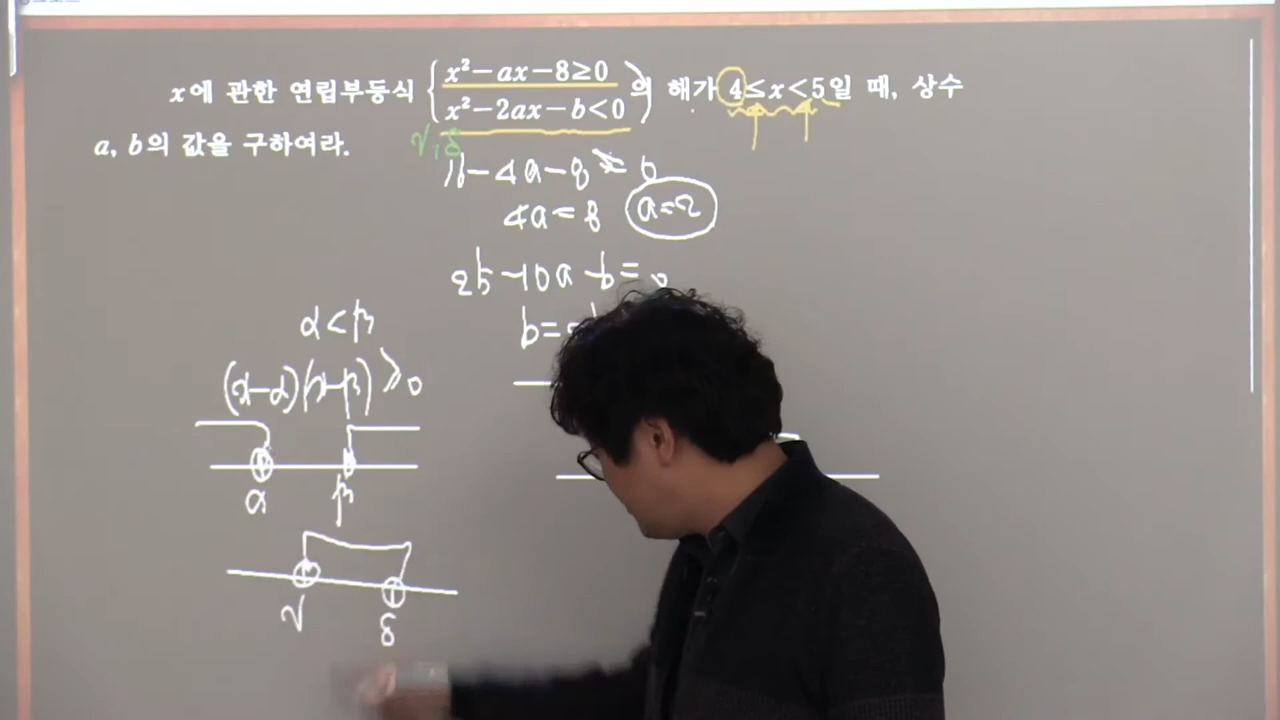 x에 관한 연립부등식 { x²-ax-8≥0 의 해가 4≤x<5일 때, 상수
x²-2ax-b<0
a, b의 값을 구하여라.
γ, δ
16-4a-8=0
4a=8 a=2
25-10a-b=0
b=
α<β
(x-α)(x-β)≥0
α β
γ δ